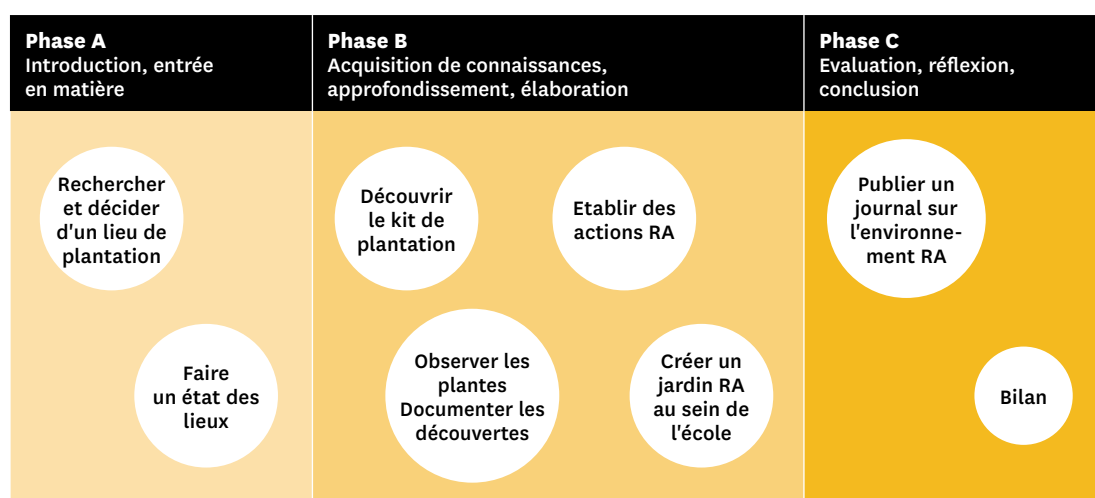 Phase A
Introduction, entrée
en matière
Phase B
Acquisition de connaissances,
approfondissement, élaboration
Phase C
Evaluation, réflexion,
conclusion
Rechercher
et décider
d'un lieu de
plantation
Faire
un état des
lieux
Découvrir
le kit de
plantation
Etablir des
actions RA
Observer les
plantes
Documenter les
découvertes
Créer un
jardin RA
au sein de
l'école
Publier un
journal sur
l'environne-
ment RA
Bilan